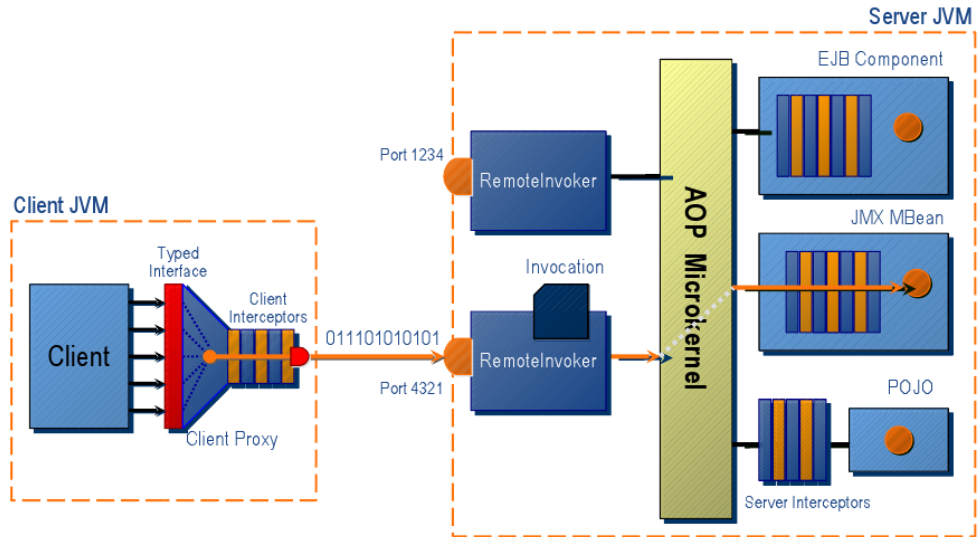 Server JVM
EJB Component
Port 1234
RemoteInvoker
Client JVM
Typed
Interface
Client
Interceptors
Client
Client Proxy
011101010101
Invocation
RemoteInvoker
Port 4321
AOP Microkernel
JMX MBean
POJO
Server Interceptors